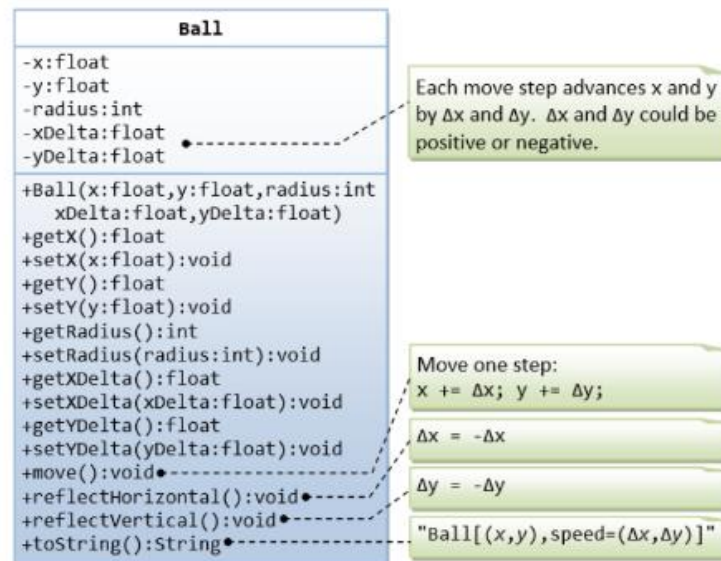 Ball
-x:float
-y:float
-radius:int
-xDelta:float
-yDelta:float
Each move step advances x and y
by Δx and Δy. Δx and Δy could be
positive or negative.
+Ball(x:float,y:float,radius:int
xDelta:float,yDelta:float)
+getX():float
+setX(x:float):void
+getY():float
+setY(y:float):void
+getRadius():int
+setRadius(radius:int):void
+getXDelta():float
+setXDelta(xDelta:float):void
+getYDelta():float
+setYDelta(yDelta:float):void
+move():void
+reflectHorizontal():void
+reflectVertical():void
+toString():String
Move one step:
x += Δx; y += Δy;
Δx = -Δx
Δy = -Δy
"Ball[(x,y),speed=(Δx,Δy)]"